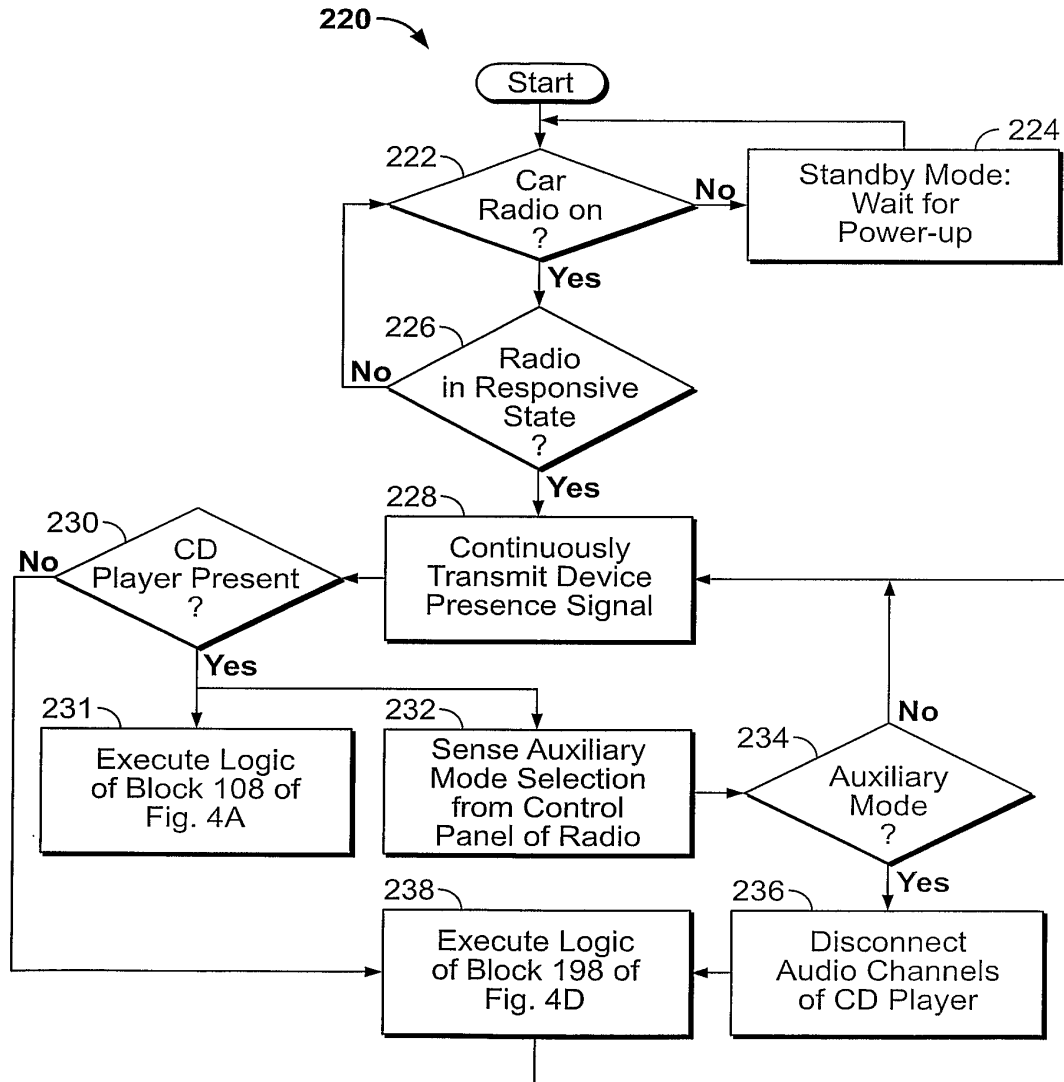 220
Start
222
Car
Radio on
?
No
224
Standby Mode:
Wait for
Power-up
Yes
226
Radio
in Responsive
State
?
No
Yes
228
Continuously
Transmit Device
Presence Signal
230
CD
Player Present
?
No
Yes
231
Execute Logic
of Block 108 of
Fig. 4A
232
Sense Auxiliary
Mode Selection
from Control
Panel of Radio
234
Auxiliary
Mode
?
No
Yes
236
Disconnect
Audio Channels
of CD Player
238
Execute Logic
of Block 198 of
Fig. 4D